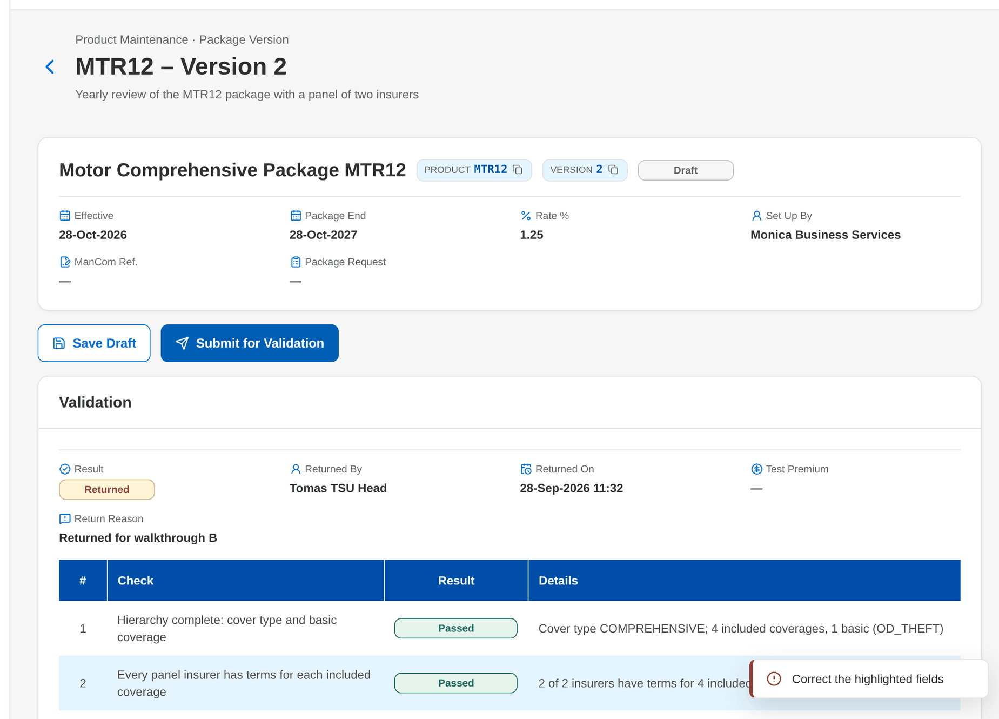 Product Maintenance · Package Version
MTR12 – Version 2
Yearly review of the MTR12 package with a panel of two insurers
Motor Comprehensive Package MTR12
PRODUCT MTR12
VERSION 2
Draft
Effective
28-Oct-2026
Package End
28-Oct-2027
Rate %
1.25
Set Up By
Monica Business Services
ManCom Ref.
—
Package Request
—
Save Draft
Submit for Validation
Validation
Result
Returned
Returned By
Tomas TSU Head
Returned On
28-Sep-2026 11:32
Test Premium
—
Return Reason
Returned for walkthrough B
# Check Result Details
1
Hierarchy complete: cover type and basic
coverage
Passed
Cover type COMPREHENSIVE; 4 included coverages, 1 basic (OD_THEFT)
2
Every panel insurer has terms for each included
coverage
Passed
2 of 2 insurers have terms for 4 included
Correct the highlighted fields